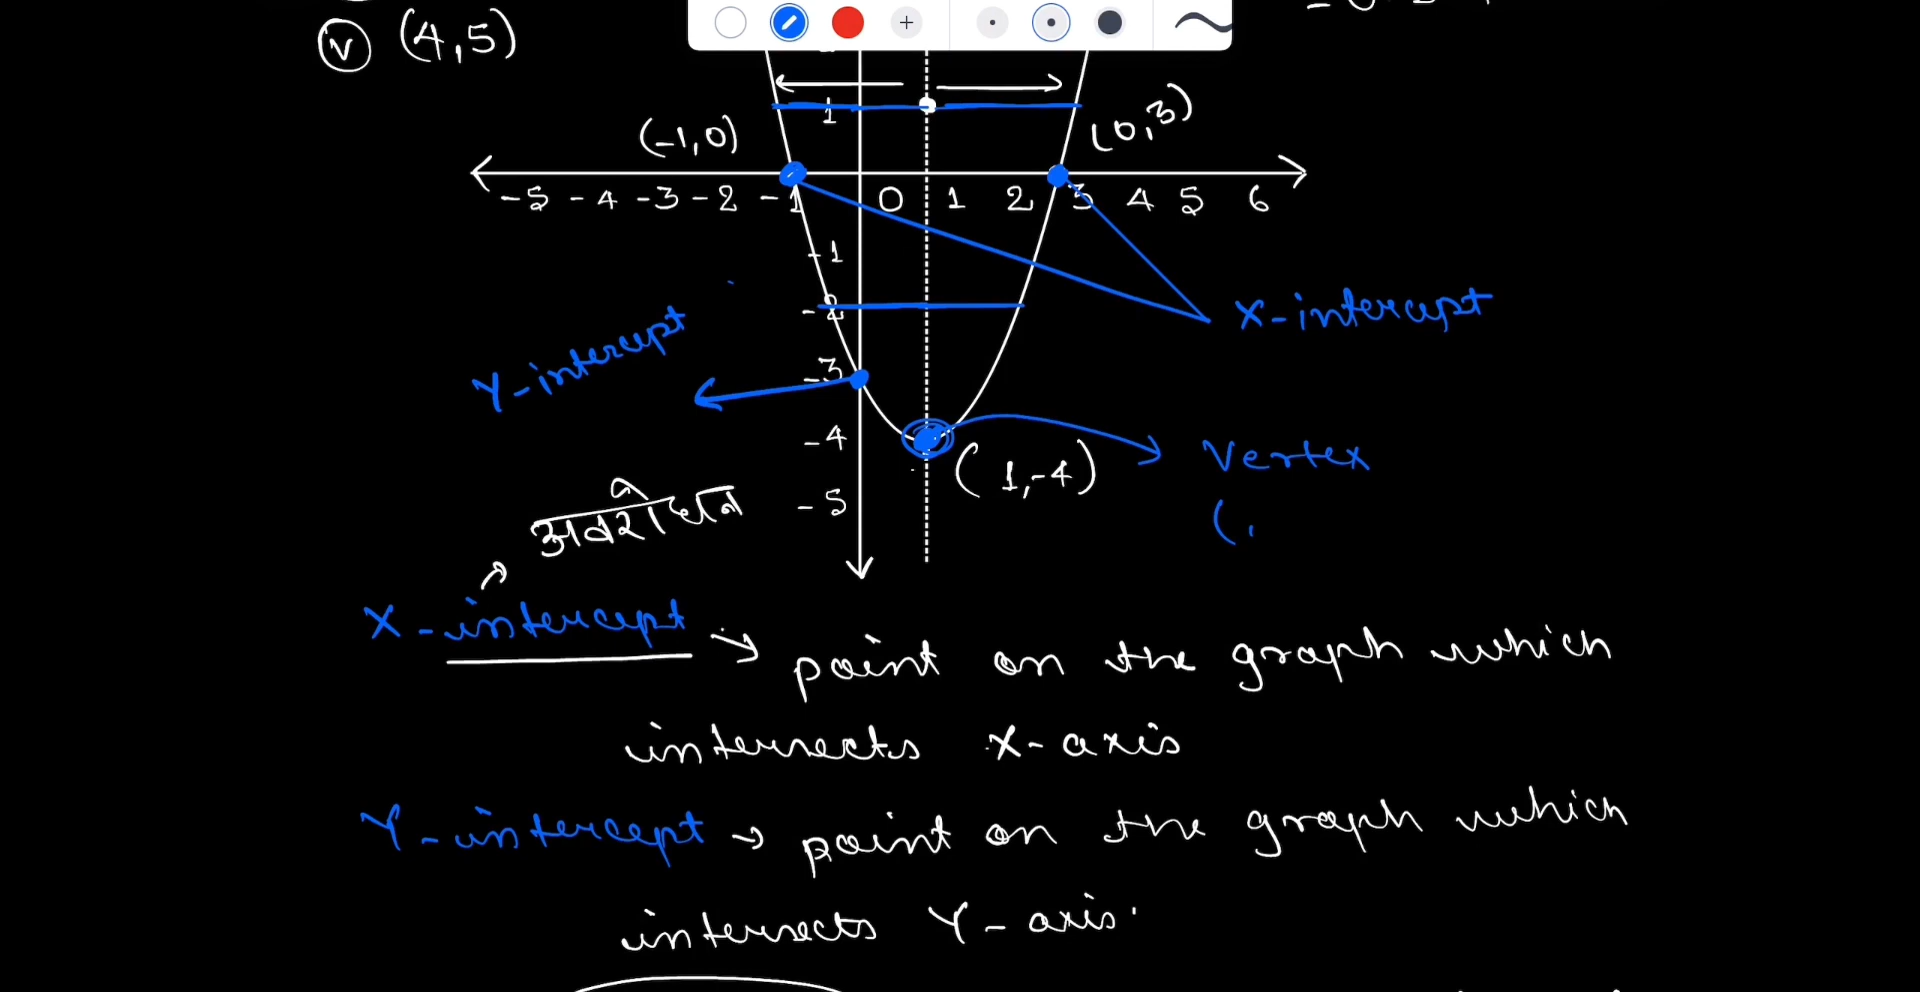 (v) (4,5)
1
(-1,0)
(0,3)
-5 -4 -3 -2 -1 0 1 2 3 4 5 6
-1
-2
X-intercept
Y-intercept
-3
-4
(1,-4)
Vertex
-5
(
X-intercept → point on the graph which
intersects X-axis
Y-intercept → point on the graph which
intersects Y-axis.